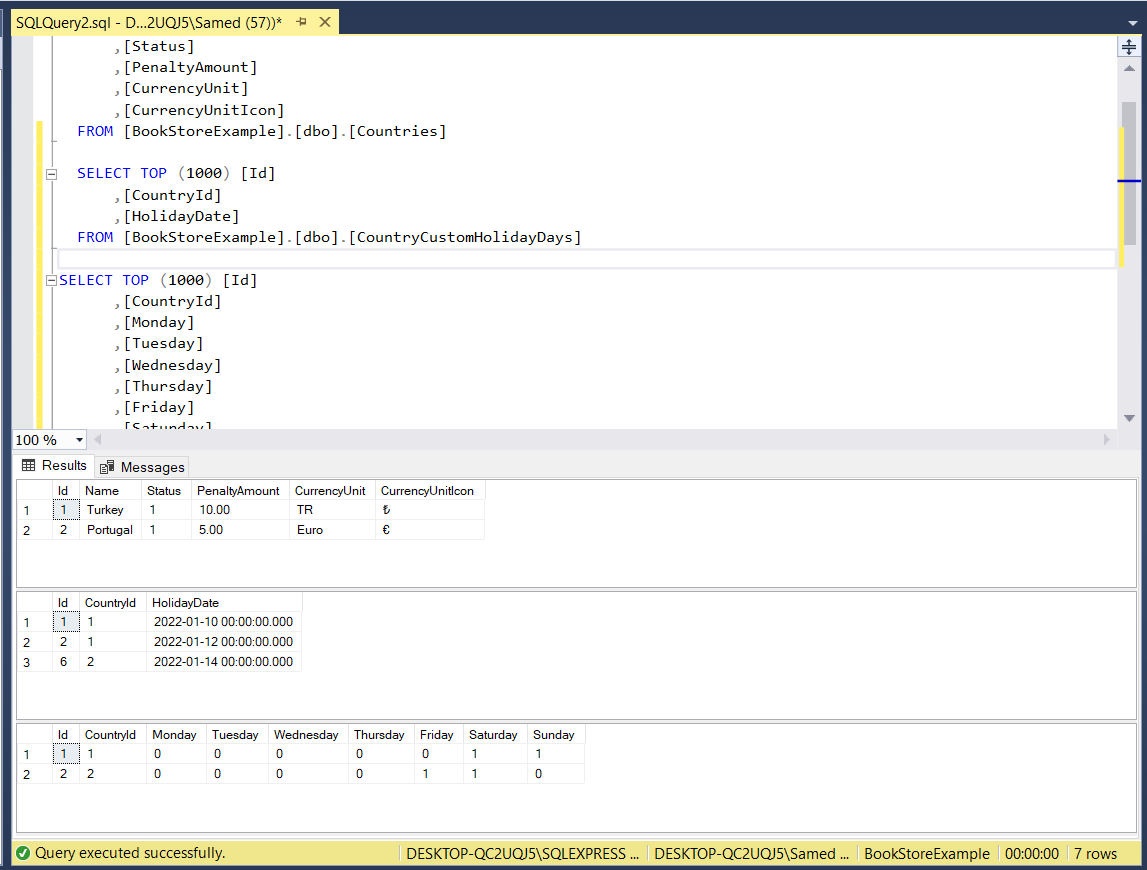 SQLQuery2.sql - D...2UQJ5\Samed (57))*
,[Status]
,[PenaltyAmount]
,[CurrencyUnit]
,[CurrencyUnitIcon]
FROM [BookStoreExample].[dbo].[Countries]
SELECT TOP (1000) [Id]
,[CountryId]
,[HolidayDate]
FROM [BookStoreExample].[dbo].[CountryCustomHolidayDays]
SELECT TOP (1000) [Id]
,[CountryId]
,[Monday]
,[Tuesday]
,[Wednesday]
,[Thursday]
,[Friday]
,[Saturday]
100 %
Results Messages
Id Name Status PenaltyAmount CurrencyUnit CurrencyUnitIcon
1 1 Turkey 1 10.00 TR ₺
2 2 Portugal 1 5.00 Euro €
Id CountryId HolidayDate
1 1 1 2022-01-10 00:00:00.000
2 2 1 2022-01-12 00:00:00.000
3 6 2 2022-01-14 00:00:00.000
Id CountryId Monday Tuesday Wednesday Thursday Friday Saturday Sunday
1 1 1 0 0 0 0 0 1 1
2 2 2 0 0 0 0 1 1 0
Query executed successfully. DESKTOP-QC2UQJ5\SQLEXPRESS ... DESKTOP-QC2UQJ5\Samed ... BookStoreExample 00:00:00 7 rows